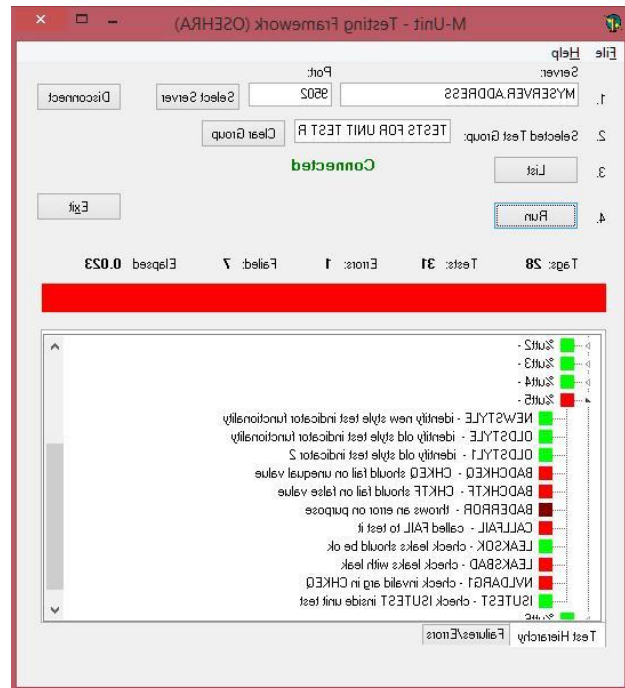 M-Unit - Testing Framework (OSEHRA)
File Help
Server: Port:
1. MYSERVER.ADDRESS 9502 Select Server Disconnect
2. Selected Test Group: TESTS FOR UNIT TEST R Clear Group
3. List Connected
4. Run Exit
Tags: 28 Tests: 31 Errors: 1 Failed: 7 Elapsed 0.023
%utt2 -
%utt3 -
%utt4 -
%utt5 -
NEWSTYLE - identify new style test indicator functionality
OLDSTYLE - identify old style test indicator functionality
OLDSTYL1 - identify old style test indicator 2
BADCHKEQ - CHKEQ should fail on unequal value
BADCHKTF - CHKTF should fail on false value
BADERROR - throws an error on purpose
CALLFAIL - called FAIL to test it
LEAKSOK - check leaks should be ok
LEAKSBAD - check leaks with leak
NVLDARG1 - check invalid arg in CHKEQ
ISUTEST - check ISUTEST inside unit test
%utt6 -
Test Hierarchy Failures/Errors